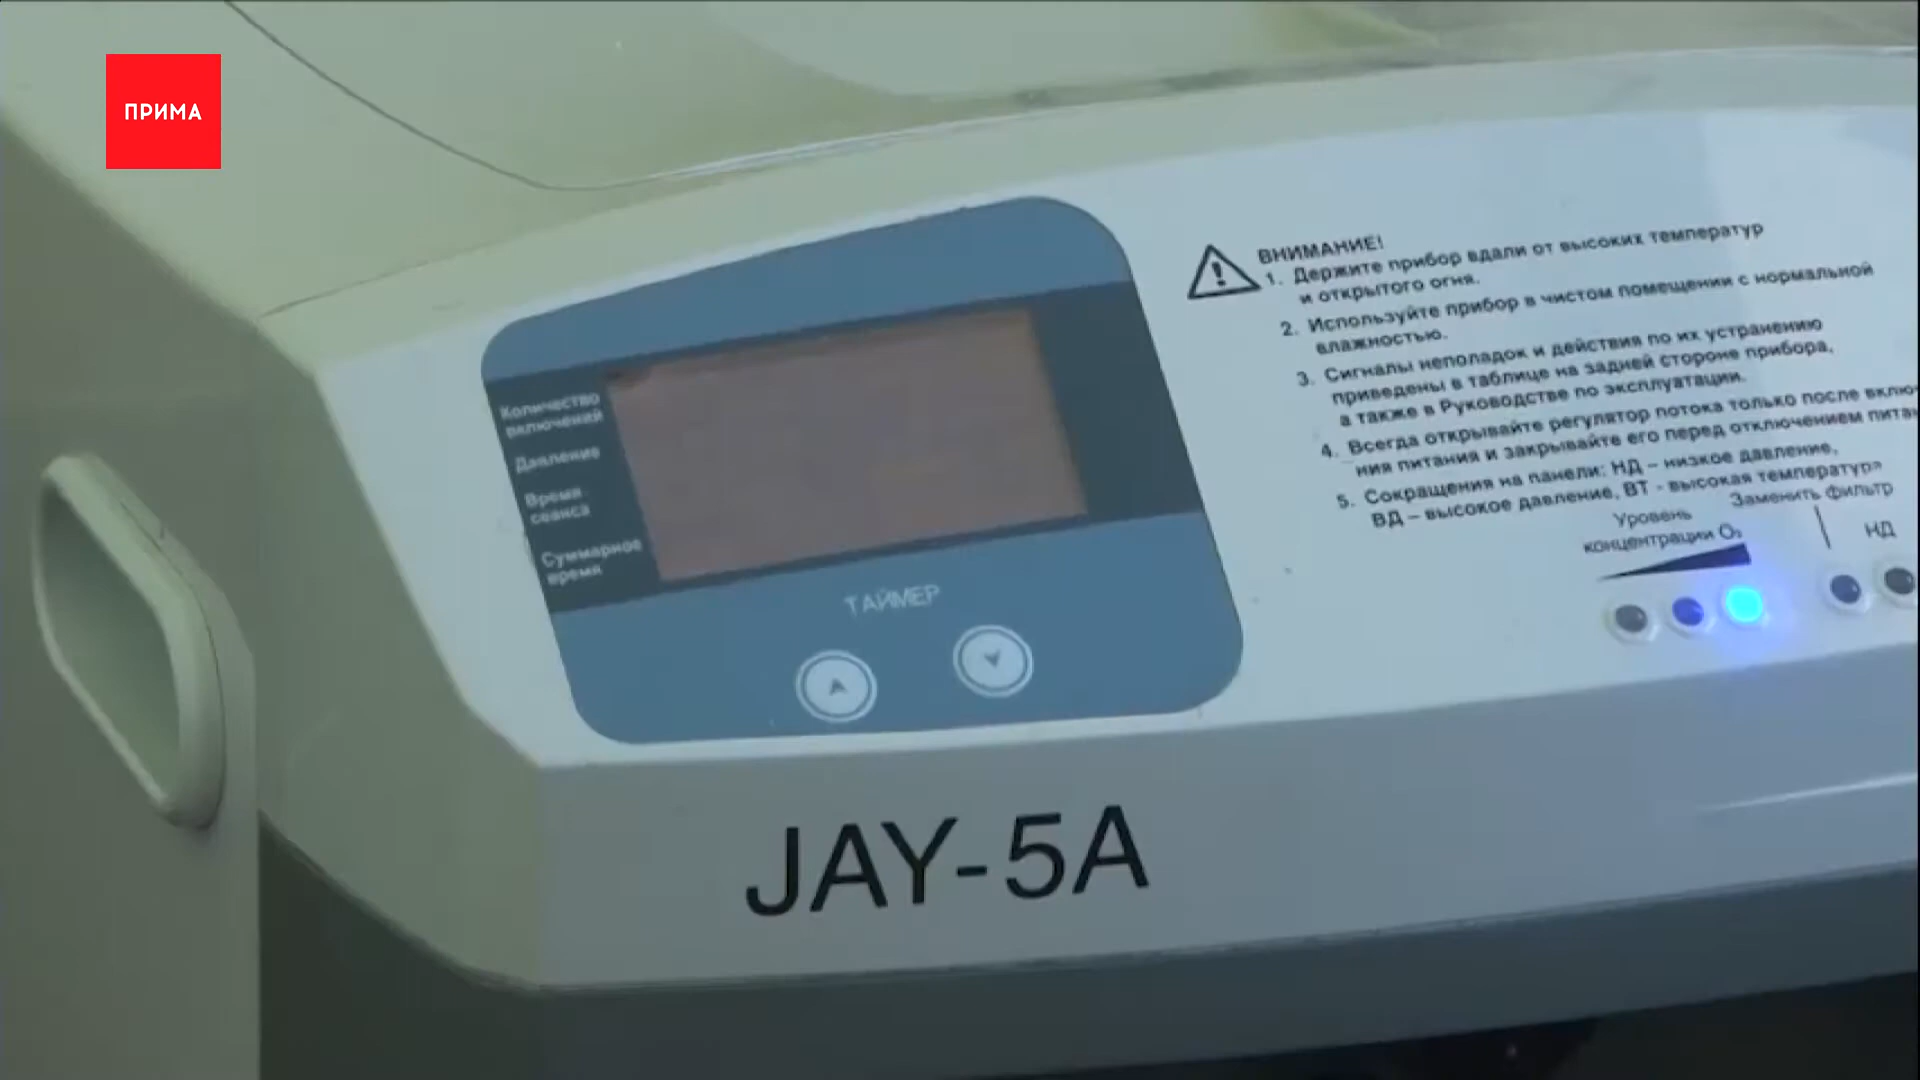 ПРИМА
ВНИМАНИЕ!
1. Держите прибор вдали от высоких температур
и открытого огня.
2. Используйте прибор в чистом помещении с нормальной
влажностью.
3. Сигналы неполадок и действия по их устранению
приведены в таблице на задней стороне прибора,
а также в Руководстве по эксплуатации.
4. Всегда открывайте регулятор потока только после вклю
ния питания и закрывайте его перед отключением пита
5. Сокращения на панели: НД – низкое давление,
ВД – высокое давление, ВТ - высокая температура
Заменить фильтр
Уровень
концентрации O₂
НД
Количество
включений
Давление
Время
сеанса
Суммарное
время
ТАЙМЕР
JAY-5A